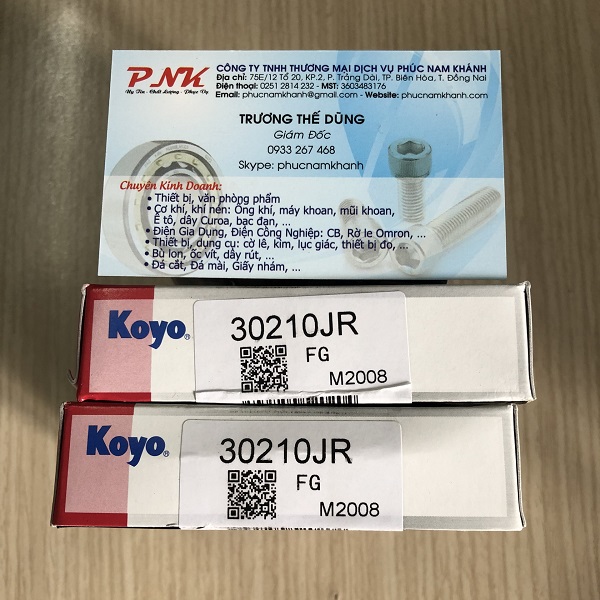 PNK
Uy Tín - Chất Lượng - Phục Vụ
CÔNG TY TNHH THƯƠNG MẠI DỊCH VỤ PHÚC NAM KHÁNH
Địa chỉ: 75E/12 Tổ 20, KP.2, P. Trảng Dài, TP. Biên Hòa, T. Đồng Nai
Điện thoại: 0251 2814 232 - MST: 3603483176
Email: phucnamkhanh@gmail.com - Website: phucnamkhanh.com
TRƯƠNG THẾ DŨNG
Giám Đốc
0933 267 468
Skype: phucnamkhanh
Chuyên Kinh Doanh:
• Thiết bị, văn phòng phẩm
• Cơ khí, khí nén: Ống khí, máy khoan, mũi khoan,
Ê tô, dây Curoa, bạc đạn, ...
• Điện Gia Dụng, Điện Công Nghiệp: CB, Rờ le Omron, ...
• Thiết bị, dụng cụ: cờ lê, kìm, lục giác, thiết bị đo, ...
• Bù lon, ốc vít, dây rút, ...
• Đá cắt, Đá mài, Giấy nhám, ...
Koyo®
30210JR
FG
M2008
Koyo®
30210JR
FG
M2008